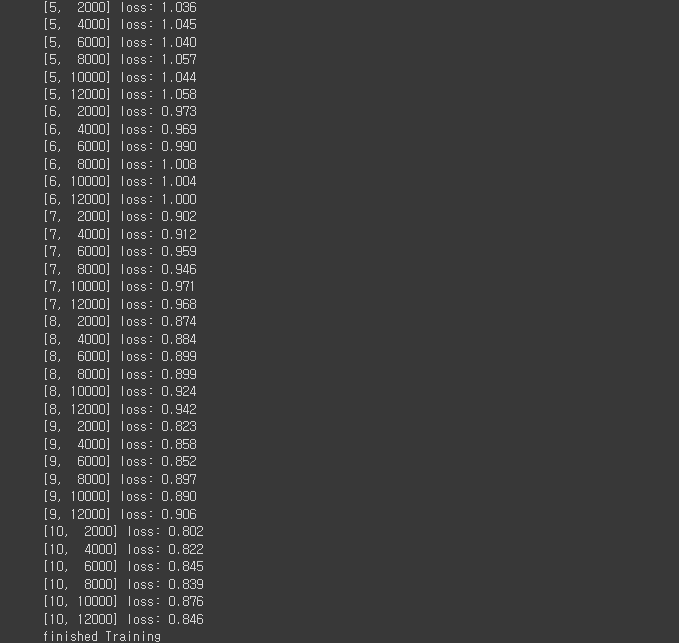 [5,  2000] loss: 1.036
[5,  4000] loss: 1.045
[5,  6000] loss: 1.040
[5,  8000] loss: 1.057
[5, 10000] loss: 1.044
[5, 12000] loss: 1.058
[6,  2000] loss: 0.973
[6,  4000] loss: 0.969
[6,  6000] loss: 0.990
[6,  8000] loss: 1.008
[6, 10000] loss: 1.004
[6, 12000] loss: 1.000
[7,  2000] loss: 0.902
[7,  4000] loss: 0.912
[7,  6000] loss: 0.959
[7,  8000] loss: 0.946
[7, 10000] loss: 0.971
[7, 12000] loss: 0.968
[8,  2000] loss: 0.874
[8,  4000] loss: 0.884
[8,  6000] loss: 0.899
[8,  8000] loss: 0.899
[8, 10000] loss: 0.924
[8, 12000] loss: 0.942
[9,  2000] loss: 0.823
[9,  4000] loss: 0.858
[9,  6000] loss: 0.852
[9,  8000] loss: 0.897
[9, 10000] loss: 0.890
[9, 12000] loss: 0.906
[10,  2000] loss: 0.802
[10,  4000] loss: 0.822
[10,  6000] loss: 0.845
[10,  8000] loss: 0.839
[10, 10000] loss: 0.876
[10, 12000] loss: 0.846
finished Training